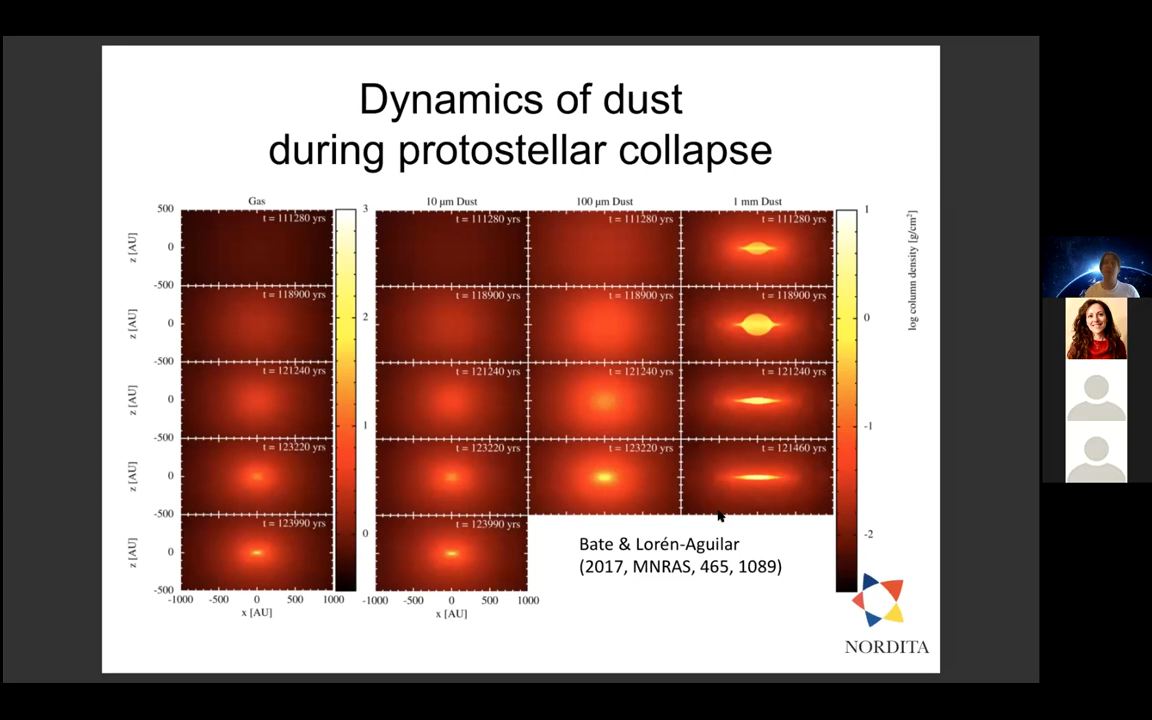 Dynamics of dust
during protostellar collapse
Gas
10 μm Dust
100 μm Dust
1 mm Dust
500
0
-500
z [AU]
t = 111280 yrs
3
t = 111280 yrs
t = 111280 yrs
t = 111280 yrs
1
log column density [g/cm²]
0
-500
z [AU]
t = 118900 yrs
2
t = 118900 yrs
t = 118900 yrs
t = 118900 yrs
0
0
-500
z [AU]
t = 121240 yrs
1
t = 121240 yrs
t = 121240 yrs
t = 121240 yrs
-1
0
-500
z [AU]
t = 123220 yrs
t = 123220 yrs
t = 123220 yrs
t = 121460 yrs
0
-500
z [AU]
t = 123990 yrs
0
t = 123990 yrs
-2
-1000 -500 0 500 1000
x [AU]
-1000 -500 0 500 1000
x [AU]
Bate & Lorén-Aguilar
(2017, MNRAS, 465, 1089)
NORDITA